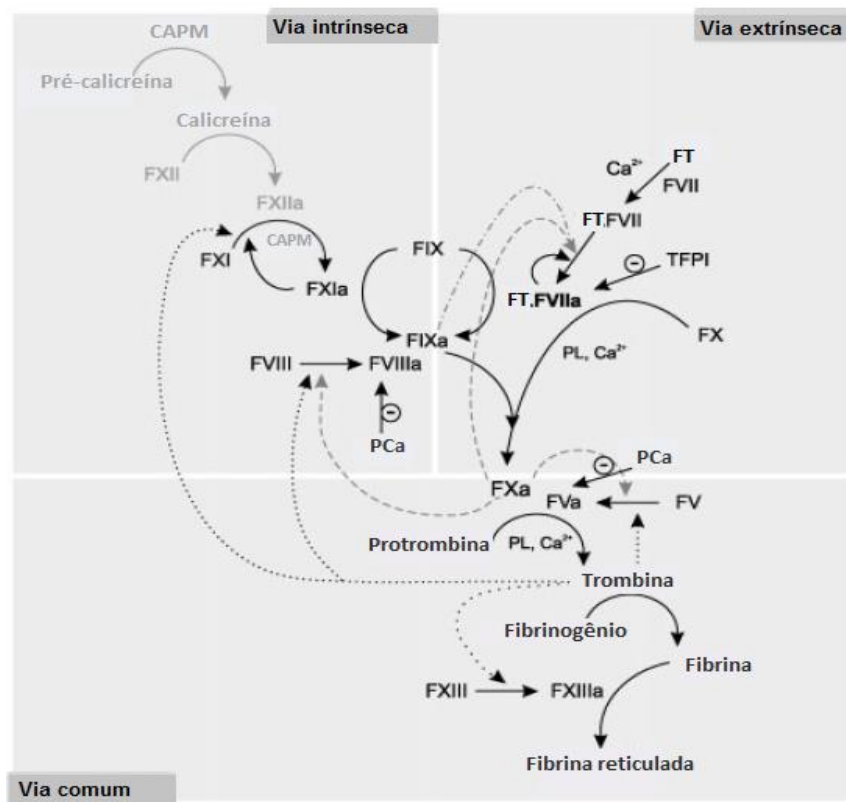 Via intrínseca
Via extrínseca
CAPM
Pré-calicreína
Calicreína
FXII
FXIIa
CAPM
FXI
FXIa
FIX
FIXa
FVIII
FVIIIa
PCa
FT
Ca²⁺
FVII
FT.FVII
TFPI
FT.FVIIa
FX
PL, Ca²⁺
PCa
FXa
FVa
FV
Protrombina
PL, Ca²⁺
Trombina
Fibrinogênio
Fibrina
FXIII
FXIIIa
Fibrina reticulada
Via comum